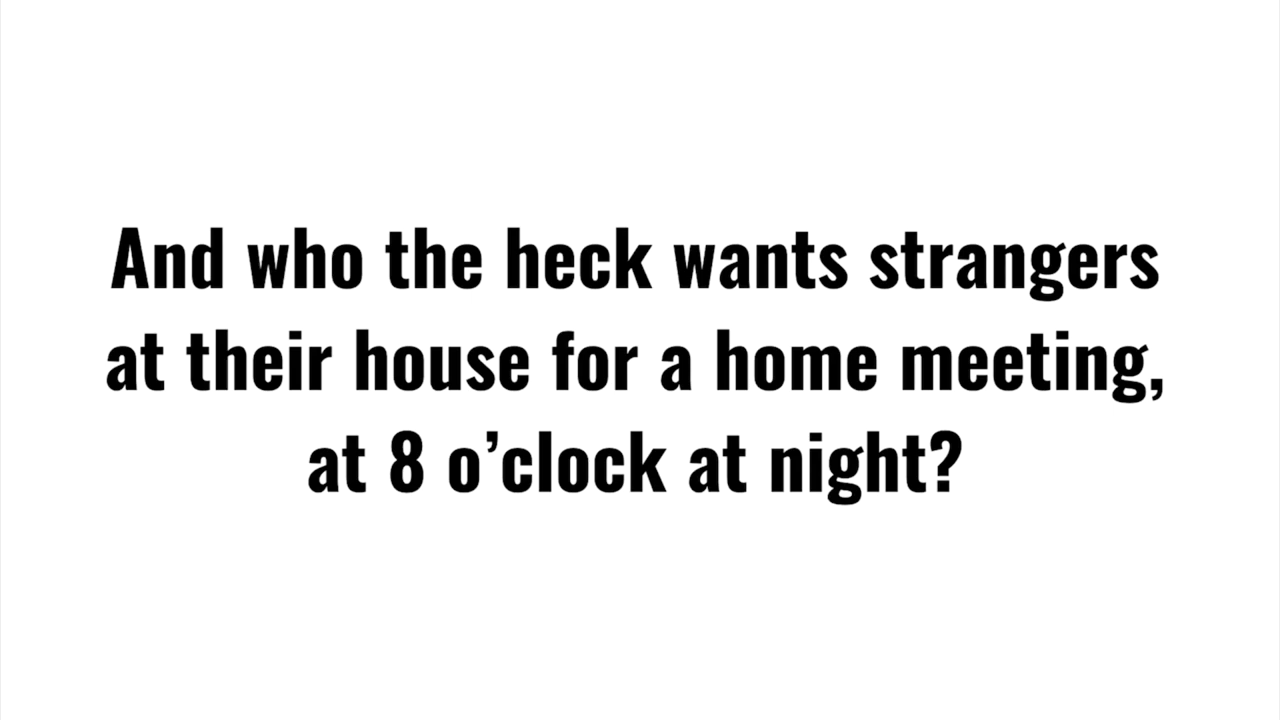 And who the heck wants strangers
at their house for a home meeting,
at 8 o’clock at night?